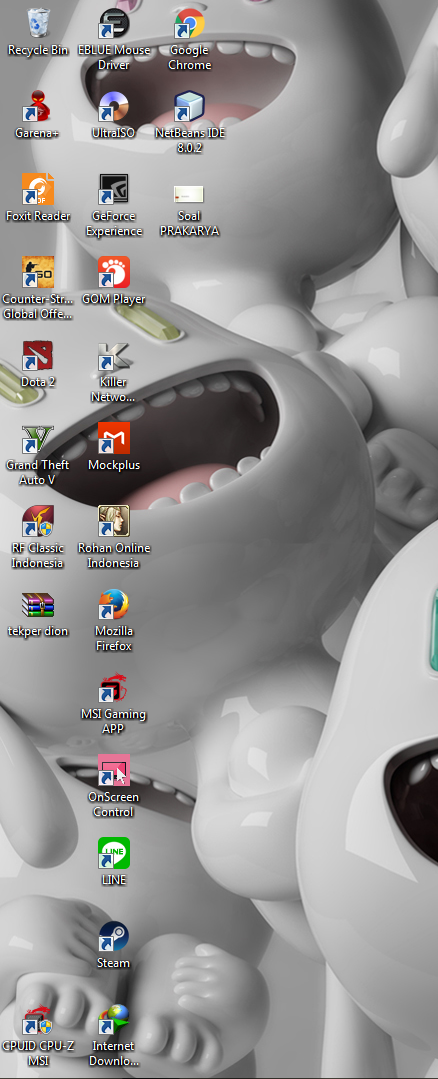 Recycle Bin
Garena+
Foxit Reader
Counter-Str...
Global Offe...
Dota 2
Grand Theft
Auto V
RF Classic
Indonesia
tekper dion
CPUID CPU-Z
MSI
EBLUE Mouse
Driver
UltraISO
GeForce
Experience
GOM Player
Killer
Netwo...
Mockplus
Rohan Online
Indonesia
Mozilla
Firefox
MSI Gaming
APP
OnScreen
Control
LINE
LINE
Steam
Internet
Downlo...
Google
Chrome
NetBeans IDE
8.0.2
Soal
PRAKARYA